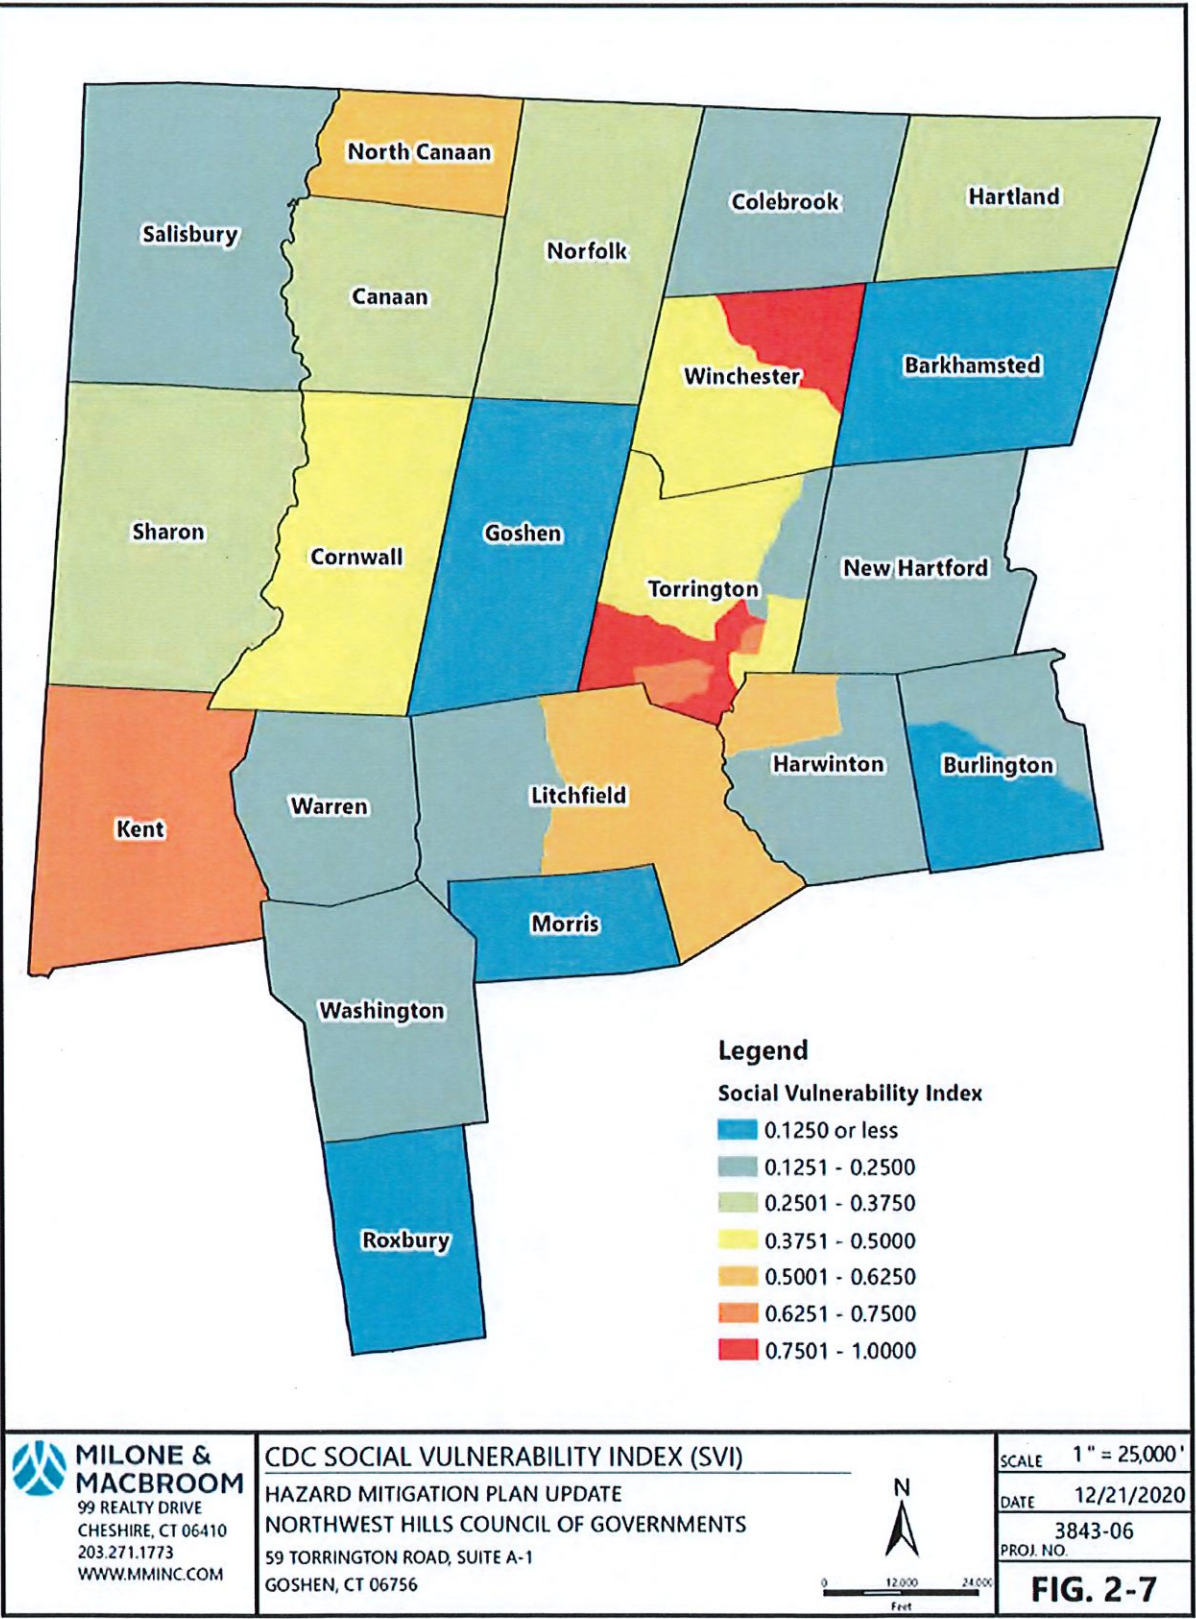 North Canaan
Colebrook
Hartland
Salisbury
Norfolk
Canaan
Winchester
Barkhamsted
Sharon
Cornwall
Goshen
New Hartford
Torrington
Harwinton
Burlington
Litchfield
Warren
Kent
Morris
Washington
Roxbury
Legend
Social Vulnerability Index
0.1250 or less
0.1251 - 0.2500
0.2501 - 0.3750
0.3751 - 0.5000
0.5001 - 0.6250
0.6251 - 0.7500
0.7501 - 1.0000
MILONE &
MACBROOM
99 REALTY DRIVE
CHESHIRE, CT 06410
203.271.1773
WWW.MMINC.COM
CDC SOCIAL VULNERABILITY INDEX (SVI)
HAZARD MITIGATION PLAN UPDATE
NORTHWEST HILLS COUNCIL OF GOVERNMENTS
59 TORRINGTON ROAD, SUITE A-1
GOSHEN, CT 06756
N
0 12,000 24,000
Feet
SCALE 1 " = 25,000 '
DATE 12/21/2020
3843-06
PROJ. NO.
FIG. 2-7